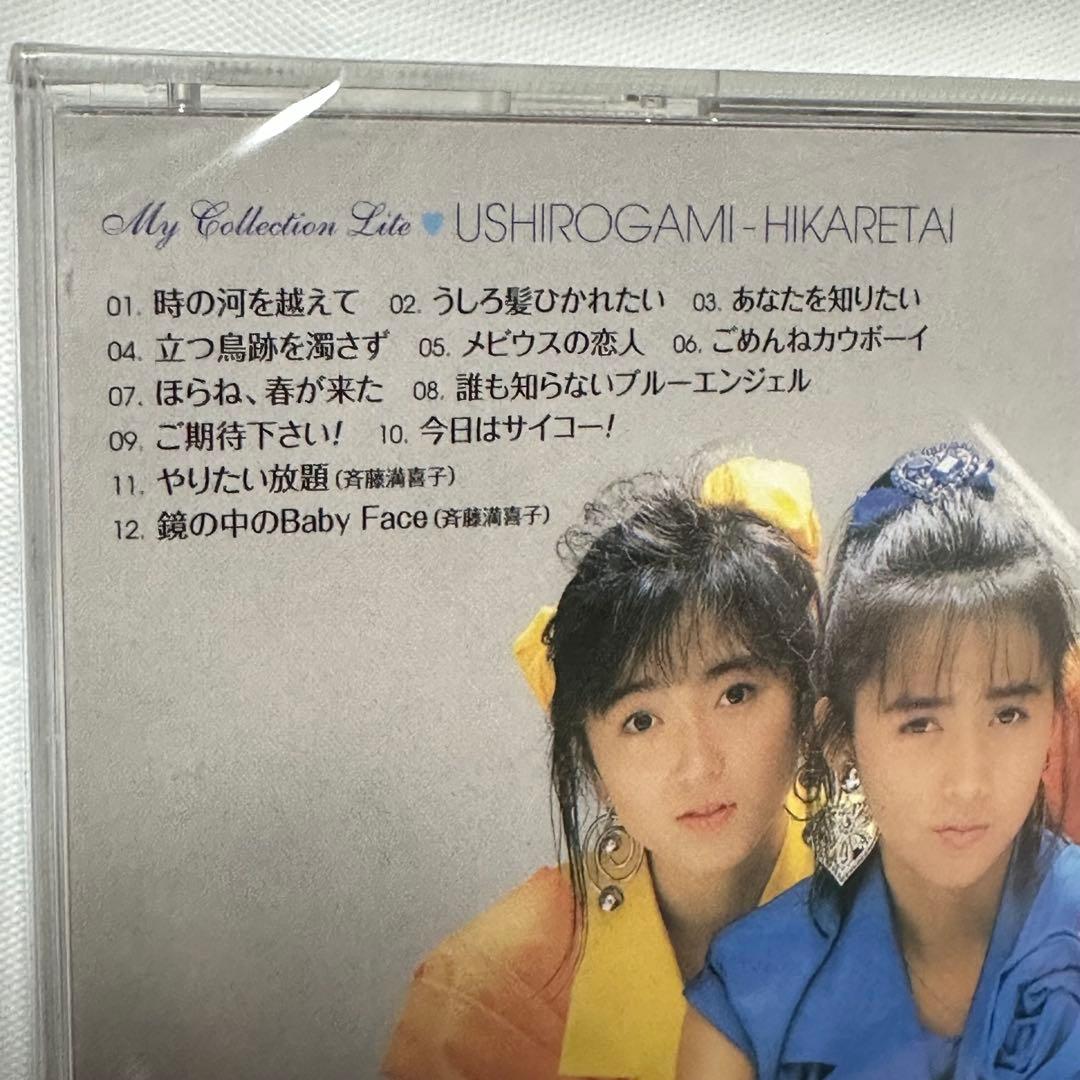 My Collection Lite ♥ USHIROGAMI-HIKARETAI
01. 時の河を越えて 02. うしろ髪ひかれたい 03. あなたを知りたい
04. 立つ鳥跡を濁さず 05. メビウスの恋人 06. ごめんねカウボーイ
07. ほらね、春が来た 08. 誰も知らないブルーエンジェル
09. ご期待下さい! 10. 今日はサイコー!
11. やりたい放題(斉藤満喜子)
12. 鏡の中のBaby Face(斉藤満喜子)